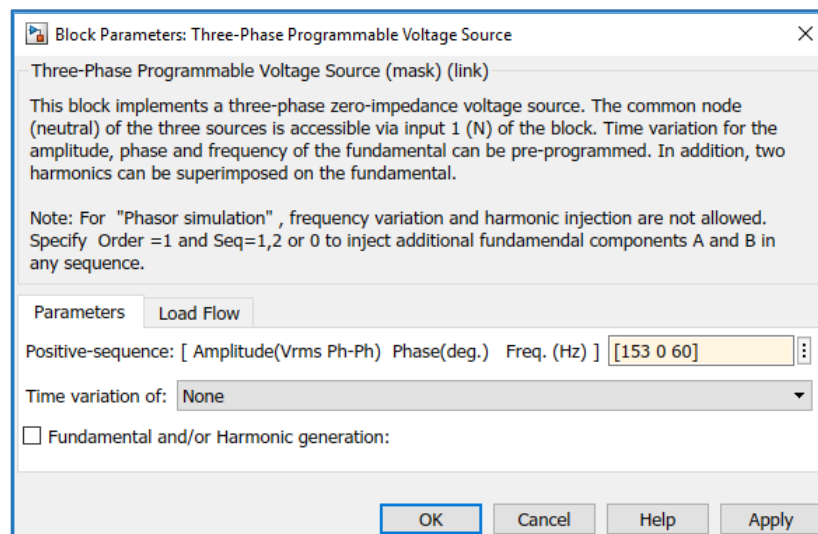 Block Parameters: Three-Phase Programmable Voltage Source
Three-Phase Programmable Voltage Source (mask) (link)
This block implements a three-phase zero-impedance voltage source. The common node
(neutral) of the three sources is accessible via input 1 (N) of the block. Time variation for the
amplitude, phase and frequency of the fundamental can be pre-programmed. In addition, two
harmonics can be superimposed on the fundamental.
Note: For "Phasor simulation" , frequency variation and harmonic injection are not allowed.
Specify Order =1 and Seq=1,2 or 0 to inject additional fundamendal components A and B in
any sequence.
Parameters Load Flow
Positive-sequence: [ Amplitude(Vrms Ph-Ph) Phase(deg.) Freq. (Hz) ] [153 0 60]
Time variation of: None
Fundamental and/or Harmonic generation:
OK Cancel Help Apply